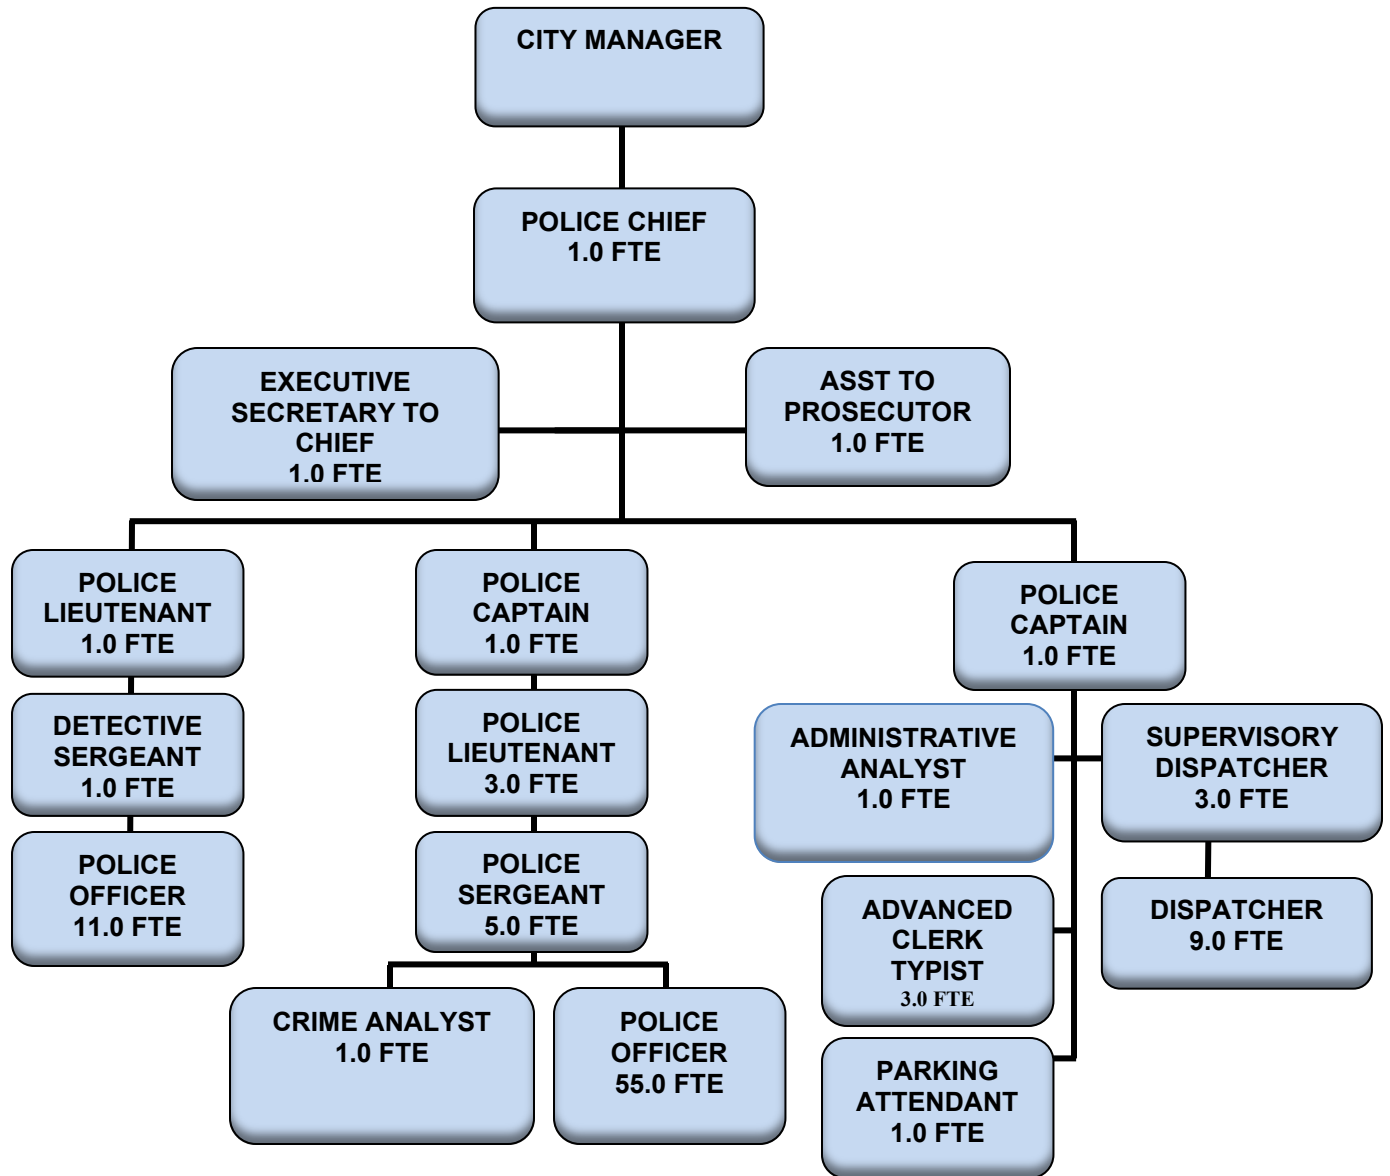 CITY MANAGER
POLICE CHIEF
1.0 FTE
EXECUTIVE
SECRETARY TO
CHIEF
1.0 FTE
ASST TO
PROSECUTOR
1.0 FTE
POLICE
LIEUTENANT
1.0 FTE
DETECTIVE
SERGEANT
1.0 FTE
POLICE
OFFICER
11.0 FTE
POLICE
CAPTAIN
1.0 FTE
POLICE
LIEUTENANT
3.0 FTE
POLICE
SERGEANT
5.0 FTE
CRIME ANALYST
1.0 FTE
POLICE
OFFICER
55.0 FTE
POLICE
CAPTAIN
1.0 FTE
ADMINISTRATIVE
ANALYST
1.0 FTE
SUPERVISORY
DISPATCHER
3.0 FTE
ADVANCED
CLERK
TYPIST
3.0 FTE
DISPATCHER
9.0 FTE
PARKING
ATTENDANT
1.0 FTE